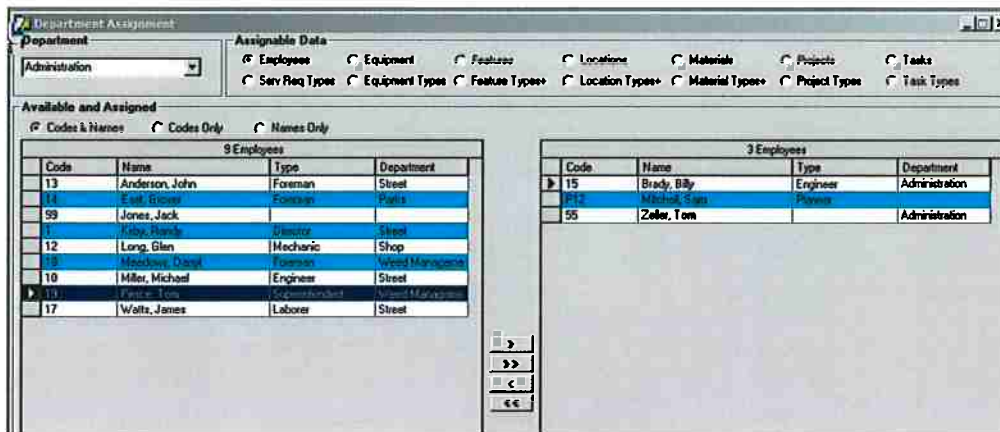 Department Assignment
Department
Assignable Data
Administration
Employees Equipment Features Locations Materials Projects Tasks
Serv Req Types Equipment Types Feature Types+ Location Types+ Material Types+ Project Types Task Types
Available and Assigned
Codes & Names Codes Only Names Only
9 Employees
Code Name Type Department
13 Anderson, John Foreman Street
14 East, Grover Foreman Parks
99 Jones, Jack
1 Kirby, Randy Director Street
12 Long, Glen Mechanic Shop
18 Meadows, Daryl Foreman Weed Manageme
10 Miller, Michael Engineer Street
19 Pierce, Tom Weed Manageme
17 Watts, James Laborer Street
>
>>
<
<<
3 Employees
Code Name Type Department
15 Brady, Billy Engineer Administration
P12 Mitchell, Sam Planner
55 Zeller, Tom Administration